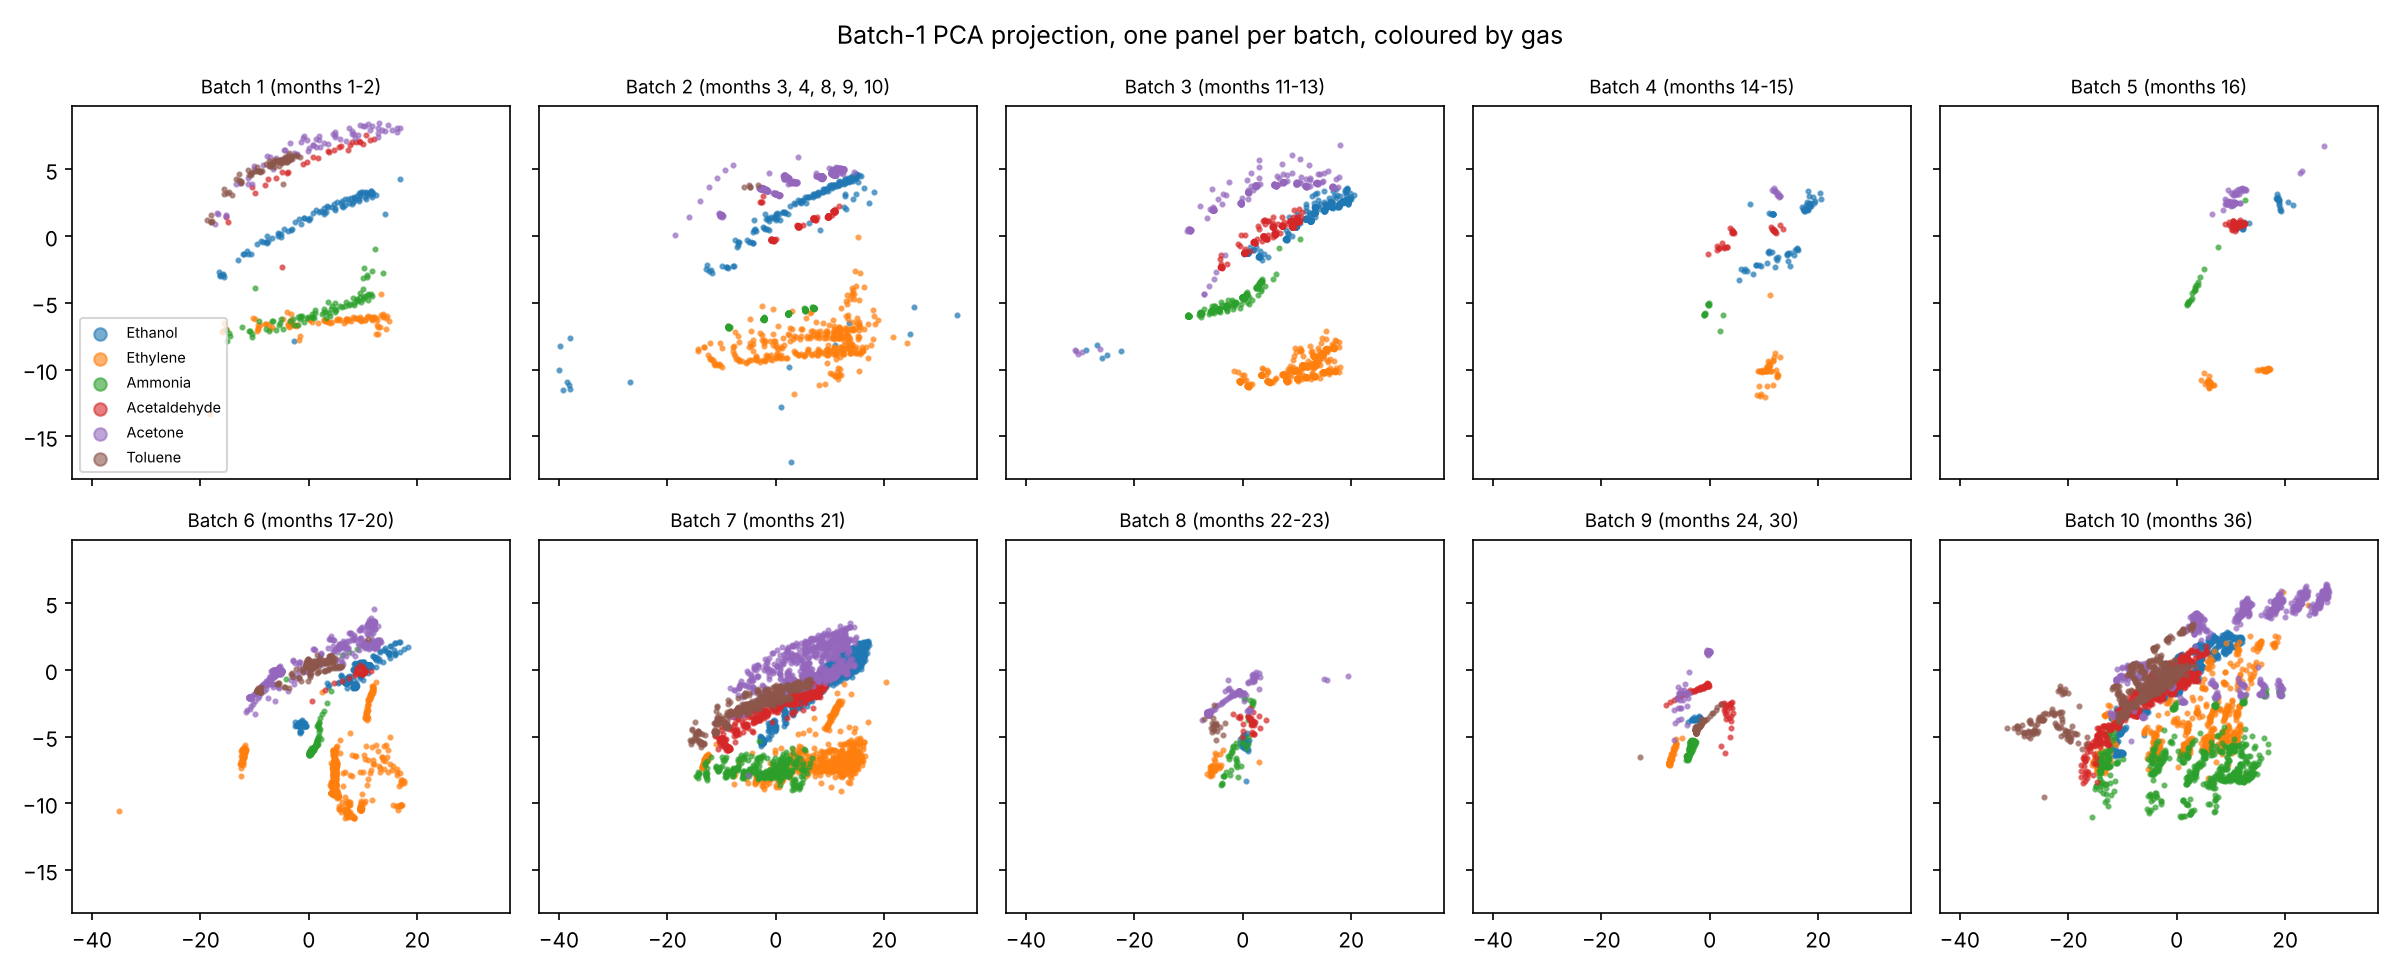 Batch-1 PCA projection, one panel per batch, coloured by gas
Batch 1 (months 1-2)
Batch 2 (months 3, 4, 8, 9, 10)
Batch 3 (months 11-13)
Batch 4 (months 14-15)
Batch 5 (months 16)
5
0
−5
−10
−15
Ethanol
Ethylene
Ammonia
Acetaldehyde
Acetone
Toluene
Batch 6 (months 17-20)
Batch 7 (months 21)
Batch 8 (months 22-23)
Batch 9 (months 24, 30)
Batch 10 (months 36)
5
0
−5
−10
−15
−40 −20 0 20
−40 −20 0 20
−40 −20 0 20
−40 −20 0 20
−40 −20 0 20